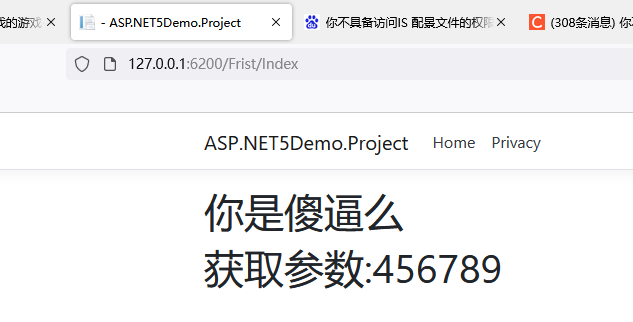 我的游戏
- ASP.NET5Demo.Project
你不具备访问IS 配置文件的权限
(308条消息) 你
127.0.0.1:6200/Frist/Index
ASP.NET5Demo.Project Home Privacy
你是傻逼么
获取参数:456789